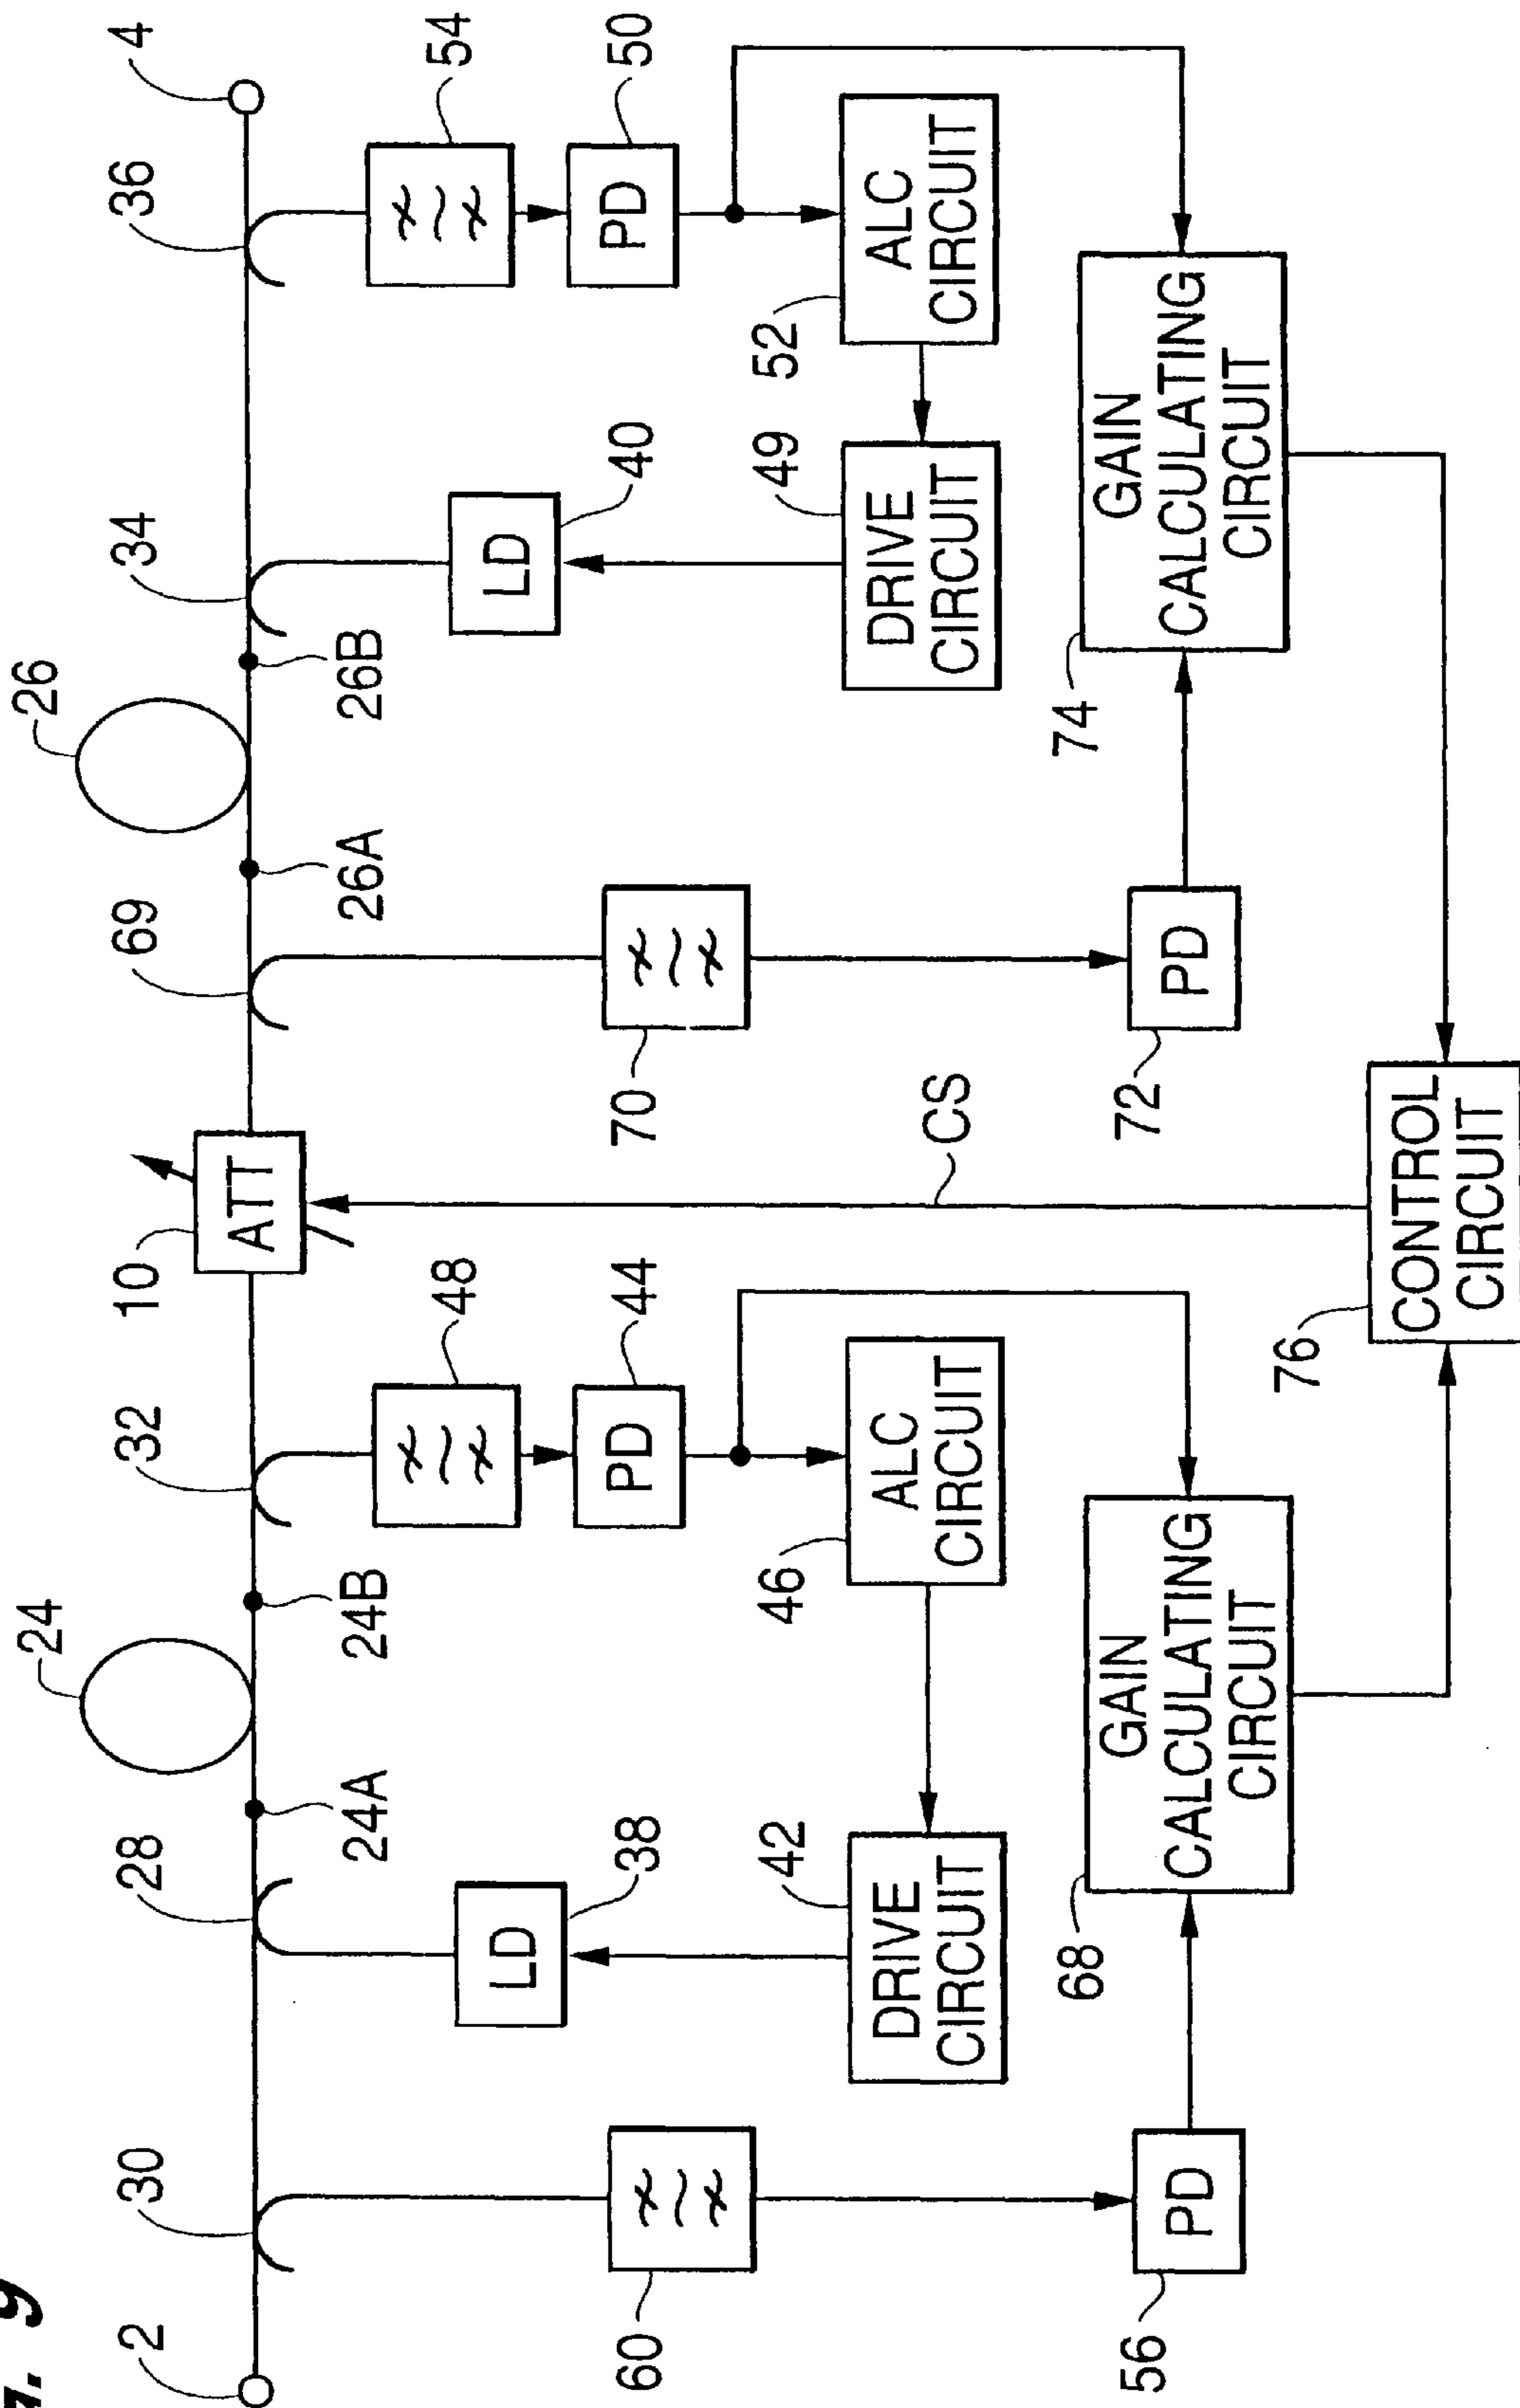 2
30
28
24A
24
24B
32
10
ATT
69
26A
26
26B
34
36
4
60
PD
56
LD
38
DRIVE
CIRCUIT
42
48
PD
44
ALC
CIRCUIT
46
GAIN
CALCULATING
CIRCUIT
68
CS
CONTROL
CIRCUIT
76
70
PD
72
LD
40
DRIVE
CIRCUIT
49
54
PD
50
ALC
CIRCUIT
52
GAIN
CALCULATING
CIRCUIT
74
9